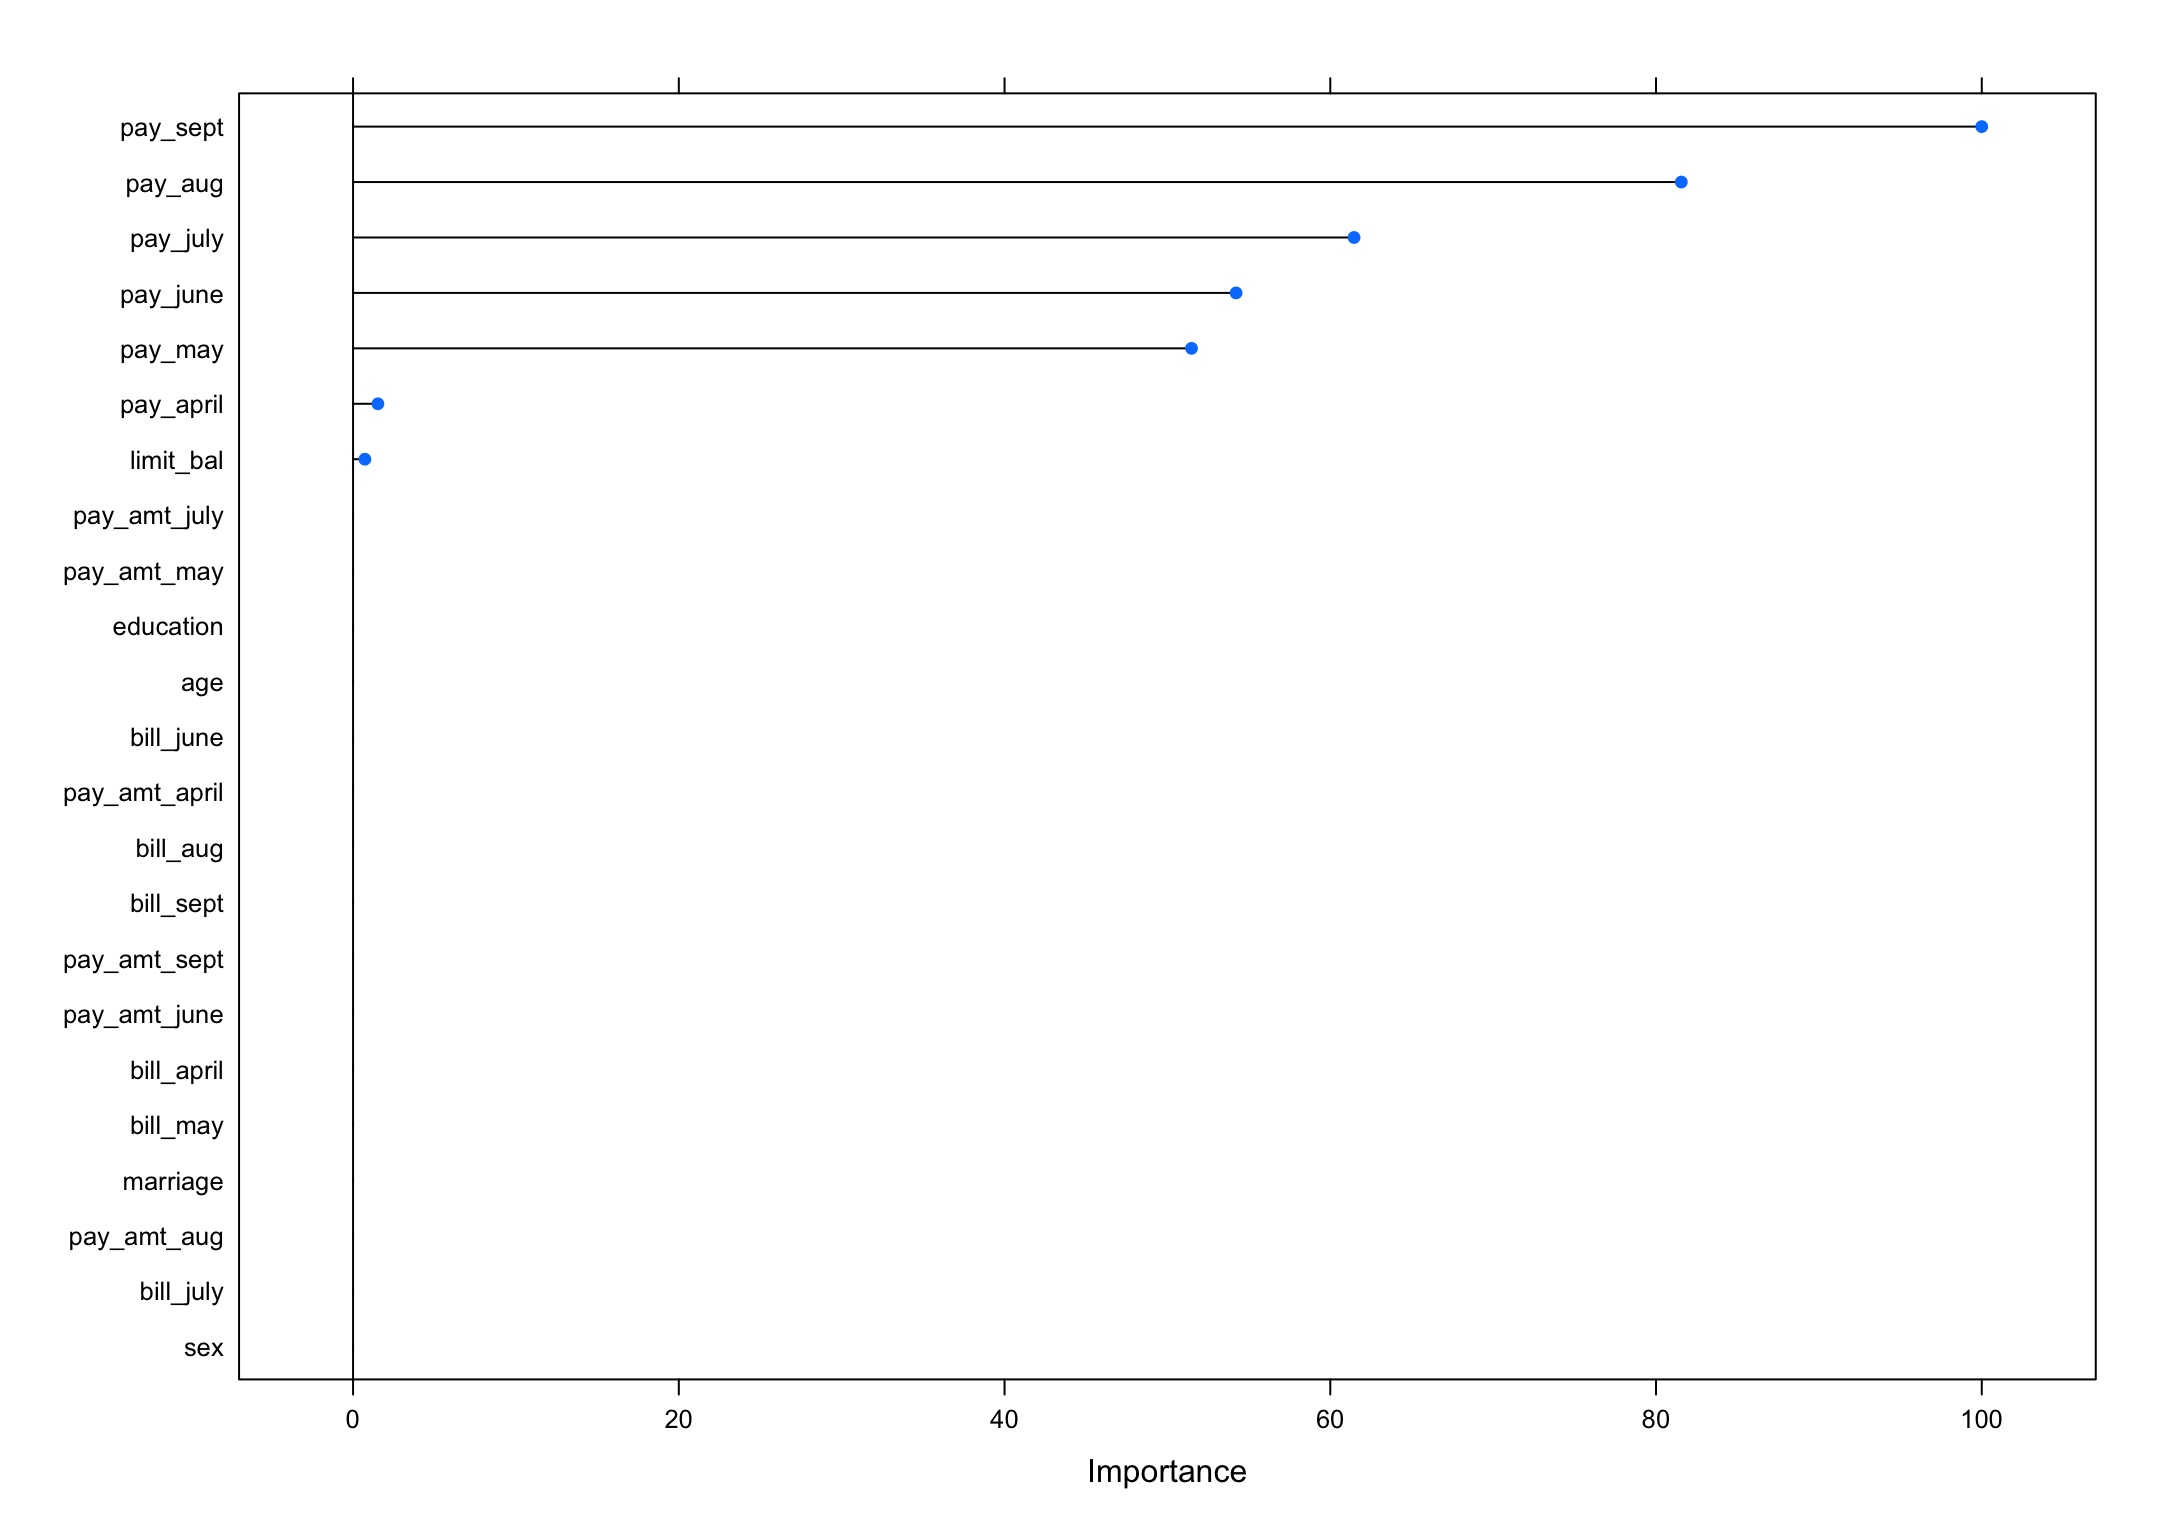 pay_sept
pay_aug
pay_july
pay_june
pay_may
pay_april
limit_bal
pay_amt_july
pay_amt_may
education
age
bill_june
pay_amt_april
bill_aug
bill_sept
pay_amt_sept
pay_amt_june
bill_april
bill_may
marriage
pay_amt_aug
bill_july
sex
0 20 40 60 80 100
Importance